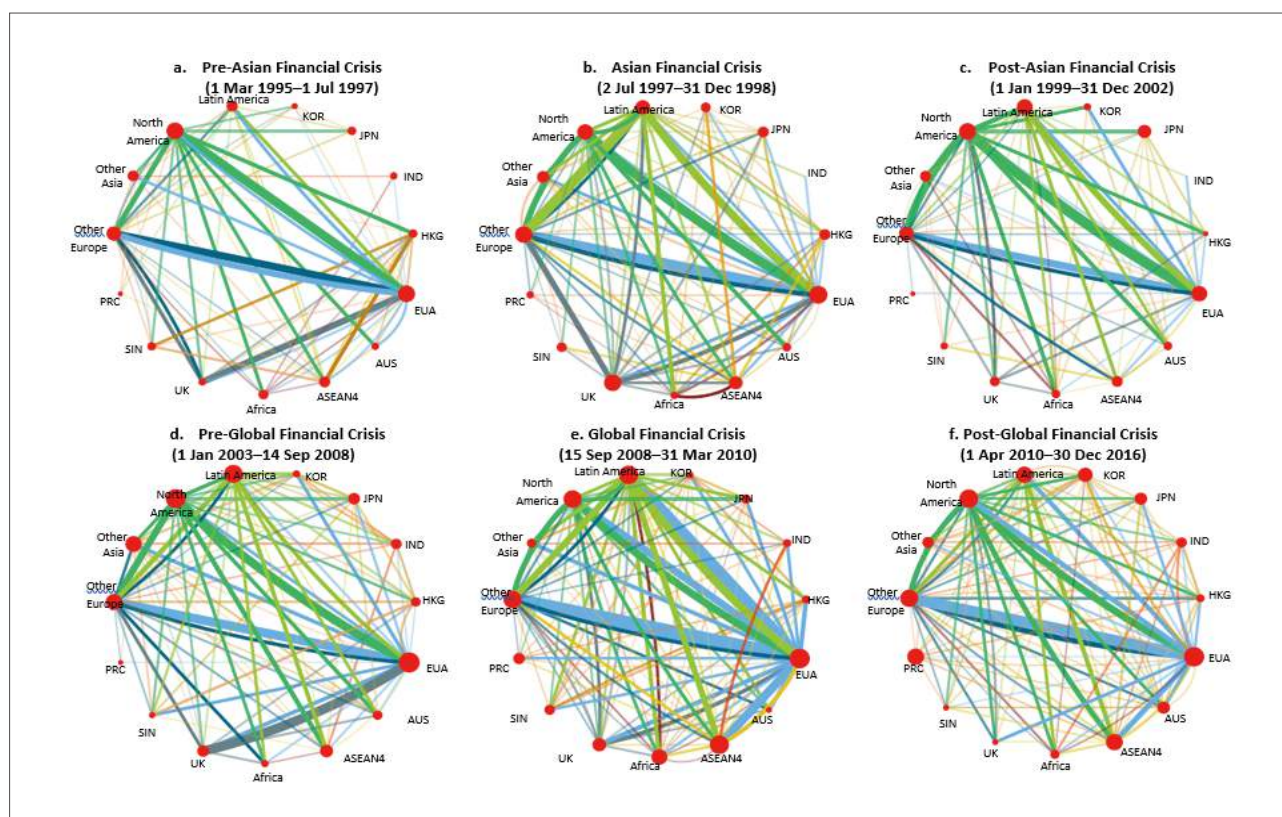 a. Pre-Asian Financial Crisis
(1 Mar 1995–1 Jul 1997)
Latin America
KOR
North
America
JPN
Other
Asia
IND
Other
Europe
HKG
PRC
EUA
SIN
AUS
UK
ASEAN4
Africa
b. Asian Financial Crisis
(2 Jul 1997–31 Dec 1998)
Latin America
KOR
North
America
JPN
Other
Asia
IND
Other
Europe
HKG
PRC
EUA
SIN
AUS
UK
ASEAN4
Africa
c. Post-Asian Financial Crisis
(1 Jan 1999–31 Dec 2002)
Latin America
KOR
North
America
JPN
Other
Asia
IND
Other
Europe
HKG
PRC
EUA
SIN
AUS
UK
ASEAN4
Africa
d. Pre-Global Financial Crisis
(1 Jan 2003–14 Sep 2008)
Latin America
KOR
North
America
JPN
Other
Asia
IND
Other
Europe
HKG
PRC
EUA
SIN
AUS
UK
ASEAN4
Africa
e. Global Financial Crisis
(15 Sep 2008–31 Mar 2010)
Latin America
KOR
North
America
JPN
Other
Asia
IND
Other
Europe
HKG
PRC
EUA
SIN
AUS
UK
ASEAN4
Africa
f. Post-Global Financial Crisis
(1 Apr 2010–30 Dec 2016)
Latin America
KOR
North
America
JPN
Other
Asia
IND
Other
Europe
HKG
PRC
EUA
SIN
AUS
UK
ASEAN4
Africa